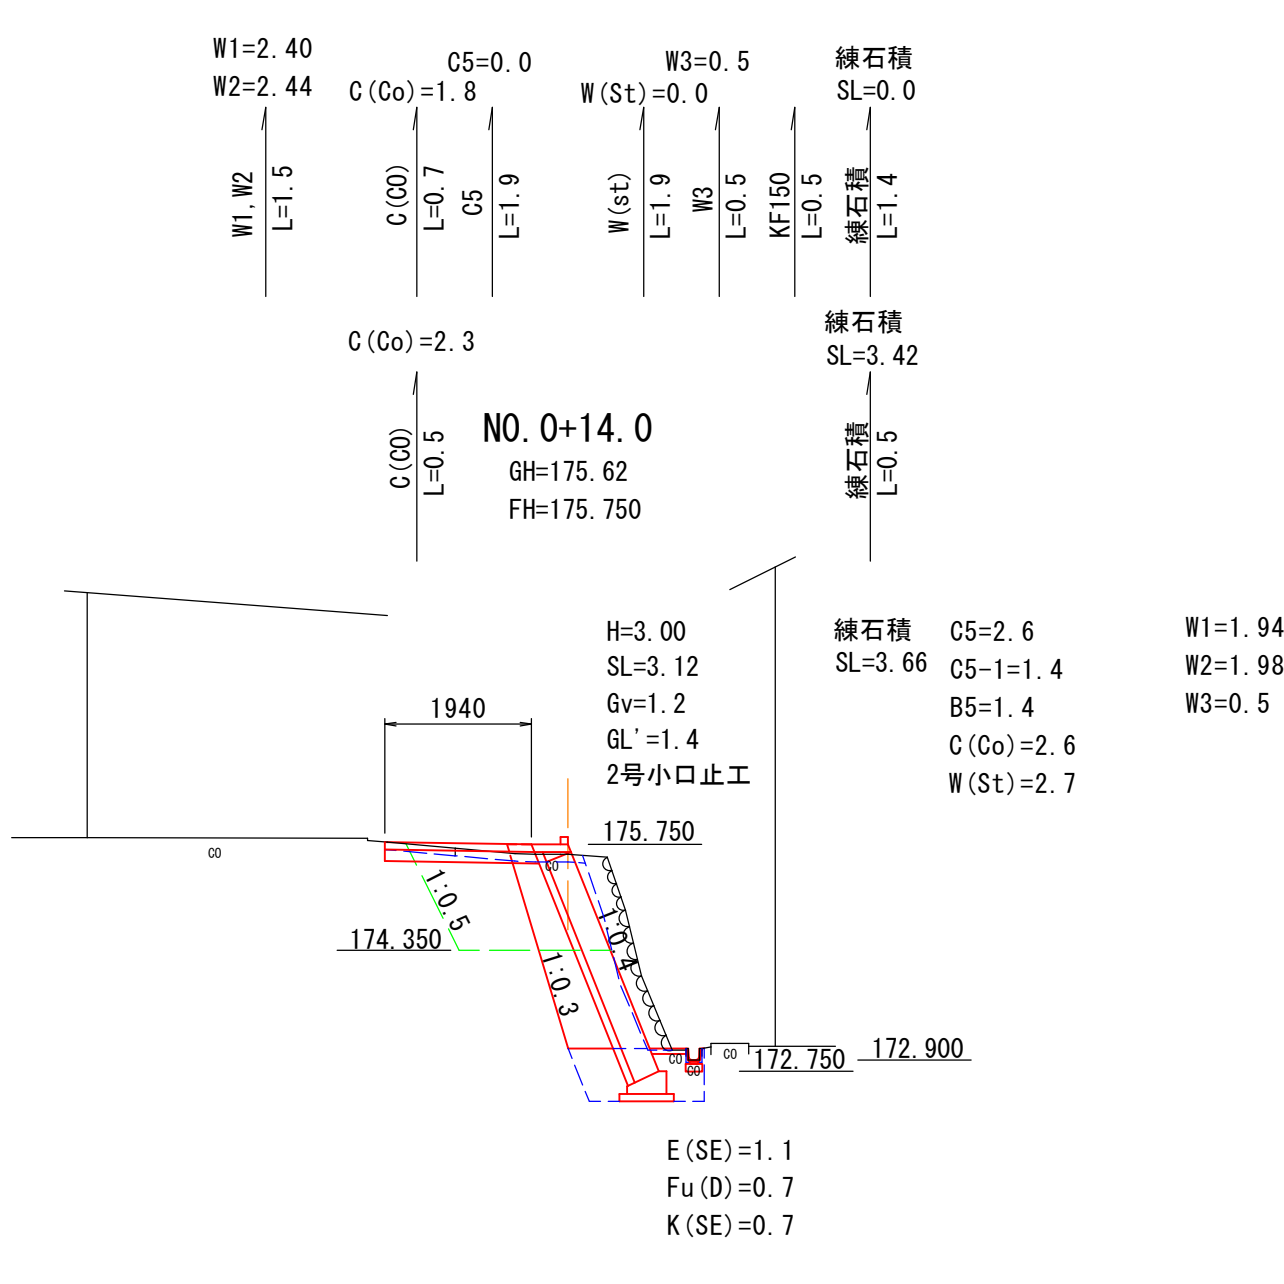 W1=2.40
W2=2.44
C(Co)=1.8
C5=0.0
W(St)=0.0
W3=0.5
練石積
SL=0.0
W1,W2
L=1.5
C(CO)
L=0.7
C5
L=1.9
W(st)
L=1.9
W3
L=0.5
KF150
L=0.5
練石積
L=1.4
C(Co)=2.3
練石積
SL=3.42
C(CO)
L=0.5
NO.0+14.0
GH=175.62
FH=175.750
練石積
L=0.5
H=3.00
SL=3.12
Gv=1.2
GL'=1.4
2号小口止工
練石積
SL=3.66
C5=2.6
C5-1=1.4
B5=1.4
C(Co)=2.6
W(St)=2.7
W1=1.94
W2=1.98
W3=0.5
1940
175.750
CO
CO
1:0.5
1:0.4
174.350
1:0.3
CO
CO
CO
172.750
172.900
E(SE)=1.1
Fu(D)=0.7
K(SE)=0.7